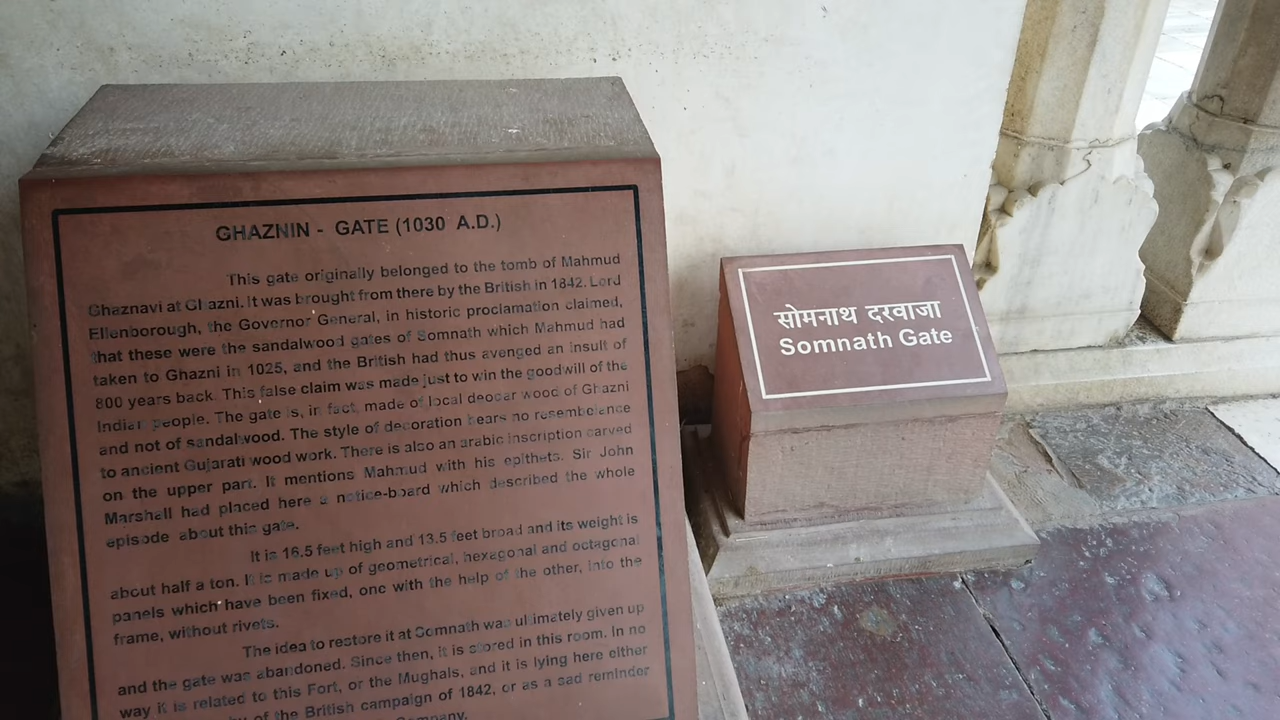 GHAZNIN - GATE (1030 A.D.)
This gate originally belonged to the tomb of Mahmud
Ghaznavi at Ghazni. It was brought from there by the British in 1842. Lord
Ellenborough, the Governor General, in historic proclamation claimed,
that these were the sandalwood gates of Somnath which Mahmud had
taken to Ghazni in 1025, and the British had thus avenged an insult of
800 years back. This false claim was made just to win the goodwill of the
Indian people. The gate is, in fact, made of local deodar wood of Ghazni
and not of sandalwood. The style of decoration bears no resembelance
to ancient Gujarati wood work. There is also an arabic inscription carved
on the upper part. It mentions Mahmud with his epithets. Sir John
Marshall had placed here a notice-board which described the whole
episode about this gate.
It is 16.5 feet high and 13.5 feet broad and its weight is
about half a ton. It is made up of geometrical, hexagonal and octagonal
panels which have been fixed, one with the help of the other, into the
frame, without rivets.
The idea to restore it at Somnath was ultimately given up
and the gate was abandoned. Since then, it is stored in this room. In no
way it is related to this Fort, or the Mughals, and it is lying here either
of the British campaign of 1842, or as a sad reminder
Company.
सोमनाथ दरवाजा
Somnath Gate